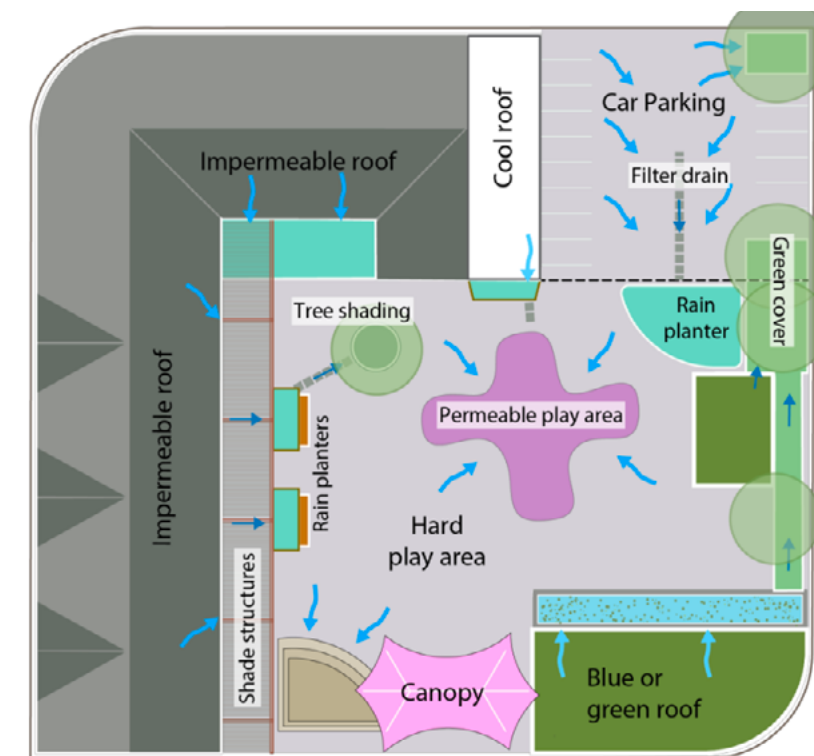 Impermeable roof
Cool roof
Car Parking
Filter drain
Green cover
Tree shading
Rain
planter
Impermeable roof
Rain planters
Permeable play area
Hard
play area
Shade structures
Canopy
Blue or
green roof